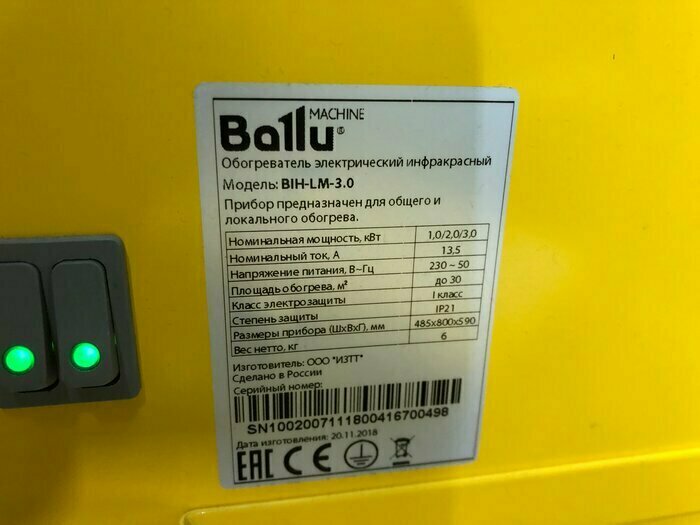 MACHINE
Ballu®
Обогреватель электрический инфракрасный
Модель: BIH-LM-3.0
Прибор предназначен для общего и
локального обогрева.
Номинальная мощность, кВт 1,0/2,0/3,0
Номинальный ток, А 13,5
Напряжение питания, В~Гц 230 ~ 50
Площадь обогрева, м² до 30
Класс электрозащиты I класс
Степень защиты IP21
Размеры прибора (ШхВхГ), мм 485х800х590
Вес нетто, кг 6
Изготовитель: ООО "ИЗТТ"
Сделано в России
Серийный номер:
SN1002007111800416700498
Дата изготовления: 20.11.2018
EAC CE